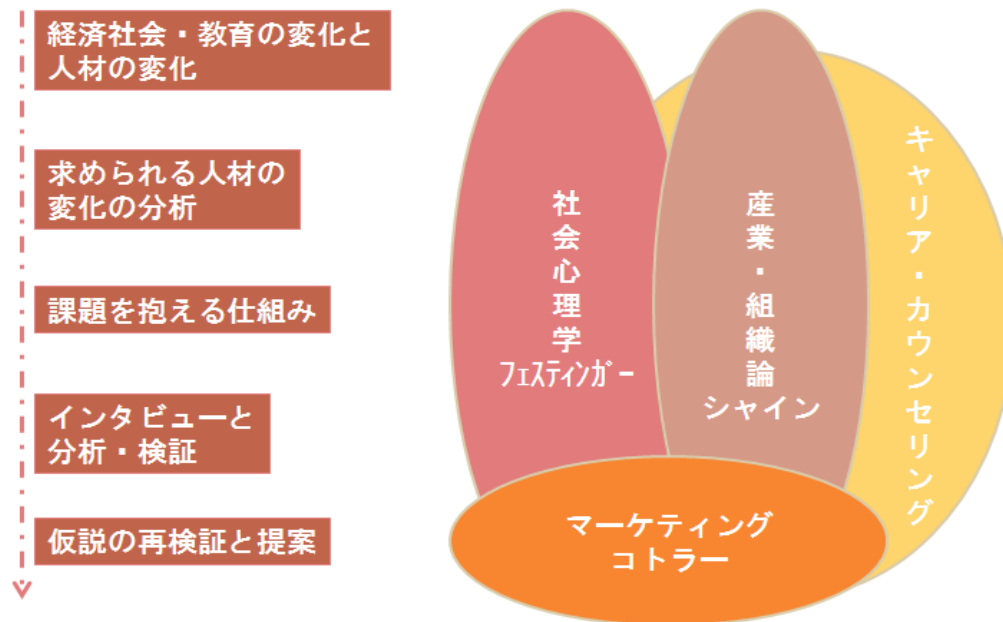 経済社会・教育の変化と
人材の変化
求められる人材の
変化の分析
課題を抱える仕組み
インタビューと
分析・検証
仮説の再検証と提案
社会心理学
ﾌｪｽﾃｨﾝｶﾞｰ
産業・組織論
シャイン
キャリア・カウンセリング
マーケティング
コトラー